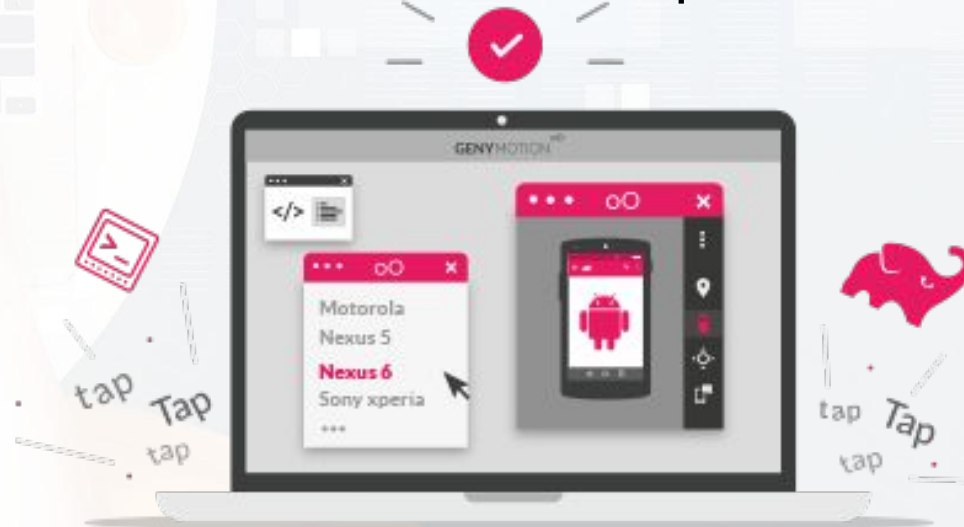 GENYMOTION
</>
Motorola
Nexus 5
Nexus 6
Sony xperia
•••
>_
tap
Tap
tap
tap
Tap
tap